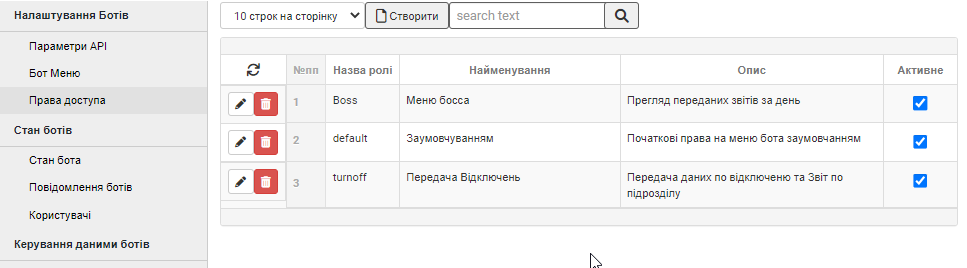 Налаштування Ботів
Параметри API
Бот Меню
Права доступа
Стан ботів
Стан бота
Повідомлення ботів
Користувачі
Керування даними ботів
10 строк на сторінку Створити search text
№пп Назва ролі Найменування Опис Активне
1 Boss Меню босса Прегляд переданих звітів за день
2 default Заумовчуванням Початкові права на меню бота заумовчанням
3 turnoff Передача Відключень Передача даних по відключеню та Звіт по
підрозділу